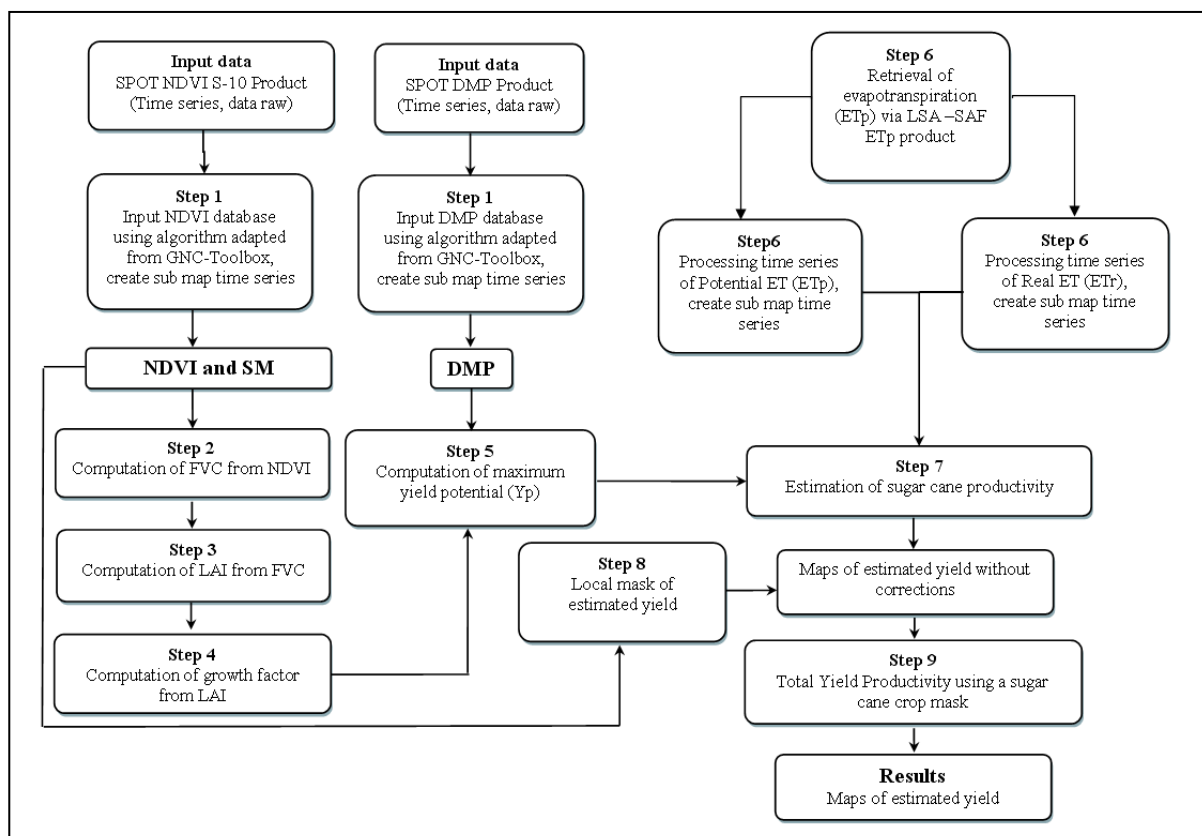 Input data
SPOT NDVI S-10 Product
(Time series, data raw)
Input data
SPOT DMP Product
(Time series, data raw)
Step 6
Retrieval of
evapotranspiration
(ETp) via LSA –SAF
ETp product
Step 1
Input NDVI database
using algorithm adapted
from GNC-Toolbox,
create sub map time series
Step 1
Input DMP database
using algorithm adapted
from GNC-Toolbox,
create sub map time series
Step6
Processing time series
of Potential ET (ETp),
create sub map time
series
Step 6
Processing time series
of Real ET (ETr),
create sub map time
series
NDVI and SM
DMP
Step 2
Computation of FVC from NDVI
Step 5
Computation of maximum
yield potential (Yp)
Step 7
Estimation of sugar cane productivity
Step 3
Computation of LAI from FVC
Step 8
Local mask of
estimated yield
Maps of estimated yield without
corrections
Step 4
Computation of growth factor
from LAI
Step 9
Total Yield Productivity using a sugar
cane crop mask
Results
Maps of estimated yield